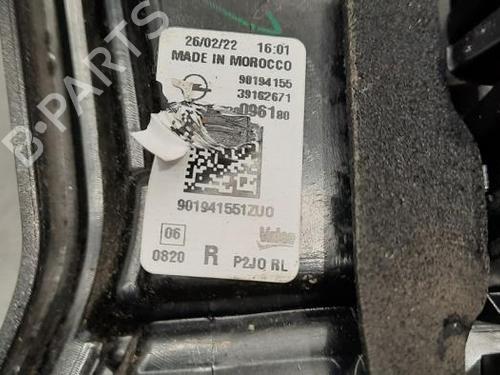 B-PARTS
26/02/22 16:01
MADE IN MOROCCO
90194155
39162671
096180
901941551ZU0
06
Valeo
0820 R P2JO RL